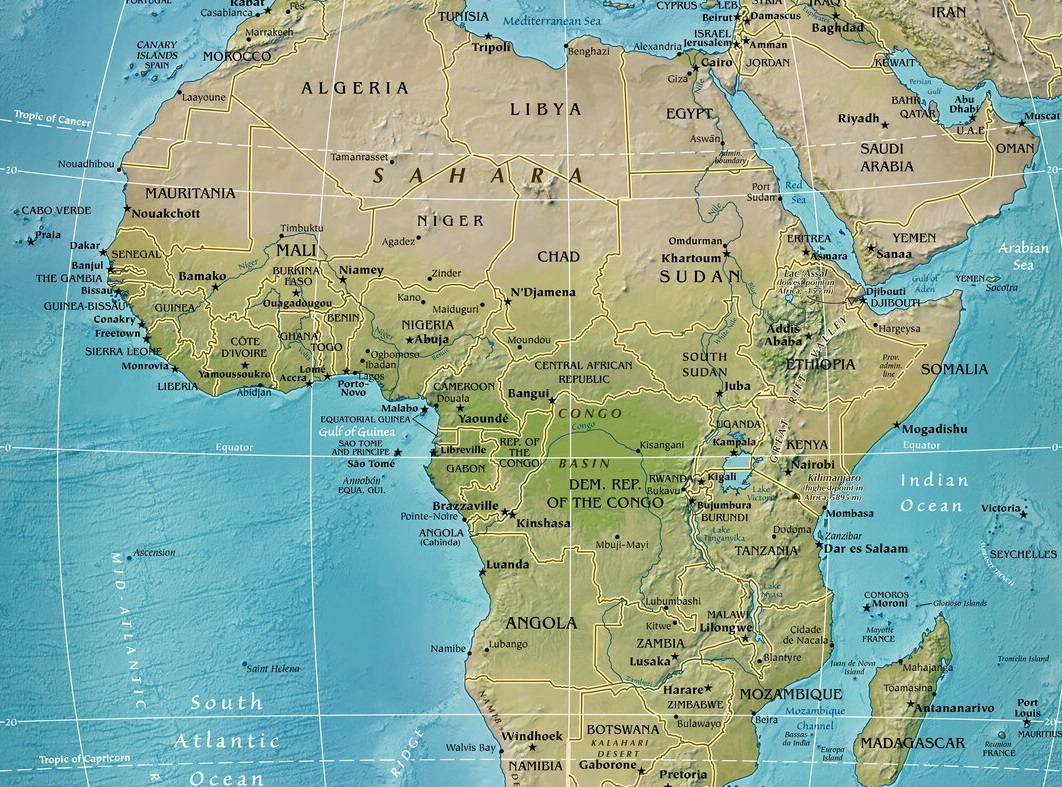 PORTUGAL
Rabat
Casablanca
Fès
Marrakech
MOROCCO
CANARY
ISLANDS
SPAIN
Laayoune
TUNISIA
Mediterranean Sea
Tripoli
Benghazi
Alexandria
CYPRUS
LEB.
SYRIA
Beirut
Damascus
ISRAEL
Jerusalem
Amman
JORDAN
IRAQ
Baghdad
IRAN
KUWAIT
Persian
Gulf
Cairo
Giza
ALGERIA
LIBYA
EGYPT
Nile
Aswân
admin.
boundary
BAHR.
QATAR
Abu
Dhabi
U.A.E
Muscat
Riyadh
SAUDI
ARABIA
OMAN
Tropic of Cancer
Tamanrasset
SAHARA
20
20
Nouadhibou
MAURITANIA
Nouakchott
CABO VERDE
Praia
Port
Sudan
Red
Sea
Nile
NIGER
Agadez
CHAD
Timbuktu
MALI
Omdurman
Khartoum
SUDAN
ERITREA
Asmara
YEMEN
Sanaa
Arabian
Sea
Dakar
SENEGAL
Banjul
THE GAMBIA
Bissau
GUINEA-BISSAU
Bamako
Niger
BURKINA
FASO
Ouagadougou
Niamey
Zinder
N'Djamena
Kano
Maiduguri
Lac 'Assal
(lowest point in
Africa, -155 m)
Gulf of
Aden
YEMEN
Socotra
Djibouti
DJIBOUTI
Blue Nile
GUINEA
Conakry
Freetown
SIERRA LEONE
Monrovia
LIBERIA
CÔTE
D'IVOIRE
Yamoussoukro
Abidjan
GHANA
Volta
Accra
TOGO
Lomé
BENIN
Porto-
Novo
NIGERIA
Abuja
Niger
Benue
Ogbomoso
Ibadan
Lagos
Moundou
White Nile
Addis
Ababa
ETHIOPIA
GREAT RIFT VALLEY
Hargeysa
Prov.
admin.
line
SOMALIA
CENTRAL AFRICAN
REPUBLIC
SOUTH
SUDAN
Juba
CAMEROON
Douala
Yaoundé
Bangui
Malabo
EQUATORIAL GUINEA
Gulf of Guinea
SAO TOME
AND PRINCIPE
São Tomé
Annobón
EQUA. GUI.
CONGO
Congo
BASIN
Kisangani
UGANDA
Kampala
KENYA
Nairobi
Mogadishu
0
Equator
Equator
Libreville
GABON
REP. OF
THE
CONGO
DEM. REP.
OF THE CONGO
RWANDA
Kigali
Bukavu
Bujumbura
BURUNDI
Lake
Victoria
Kilimanjaro
(highest point in
Africa, 5895 m)
Indian
Ocean
Brazzaville
Pointe-Noire
Kinshasa
ANGOLA
(Cabinda)
Mbuji-Mayi
Lake
Tanganyika
Dodoma
TANZANIA
Mombasa
Zanzibar
Dar es Salaam
Victoria
SEYCHELLES
Ascension
Luanda
ANGOLA
Lubango
Namibe
Lubumbashi
Kitwe
ZAMBIA
Lusaka
MALAWI
Lilongwe
Lake
Nyasa
Blantyre
Cidade
de Nacala
COMOROS
Moroni
Mayotte
FRANCE
Glorioso Islands
Juan de Nova
Island
Mahajanga
Tromelin Island
Saint Helena
MID-ATLANTIC
RIDGE
South
Atlantic
Ocean
20
Zambezi
Harare
ZIMBABWE
Bulawayo
MOZAMBIQUE
Beira
Mozambique
Channel
Bassas
da India
Europa
Island
Toamasina
Antananarivo
MADAGASCAR
Port
Louis
MAURITIUS
Reunion
FRANCE
NAMIB
Walvis Bay
Windhoek
NAMIBIA
BOTSWANA
KALAHARI
DESERT
Gaborone
Pretoria
Tropic of Capricorn